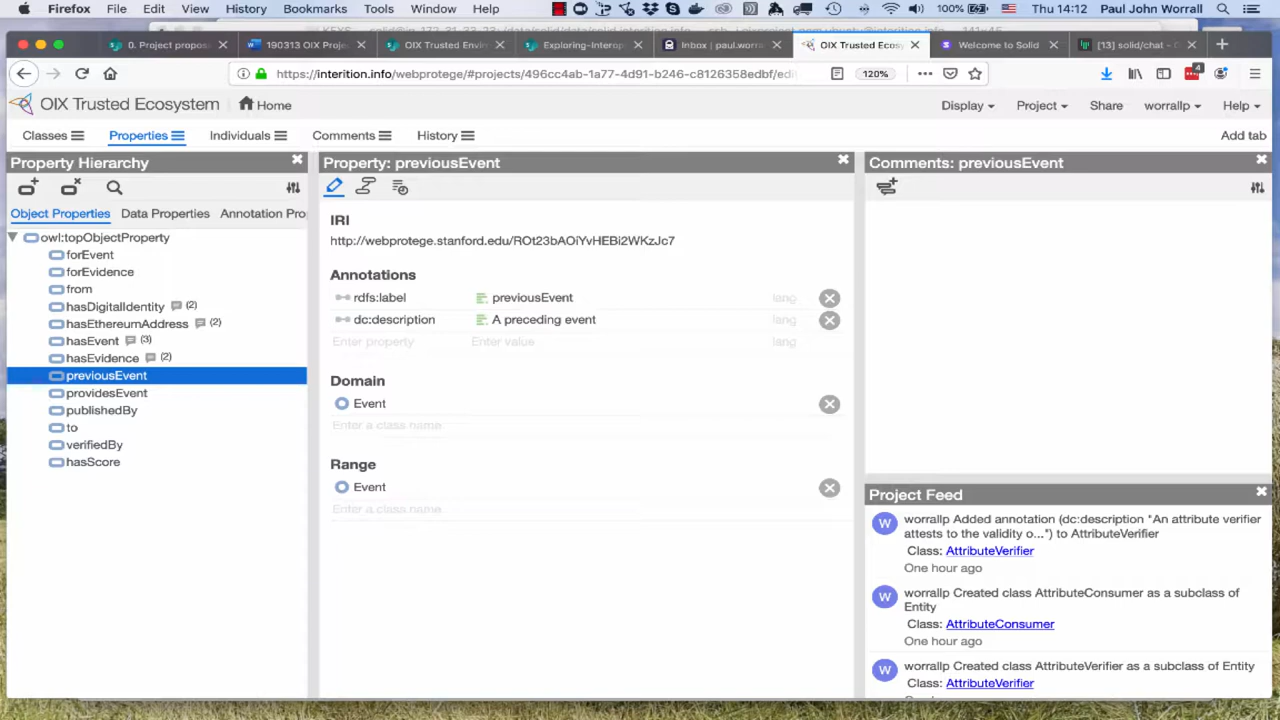 Firefox File Edit View History Bookmarks Tools Window Help 100% Thu 14:12 Paul John Worrall
0. Project propos 190313 OIX Proje OIX Trusted Envir Exploring-Interop Inbox | paul.worra OIX Trusted Ecosy Welcome to Solid [13] solid/chat - D
https://interition.info/webprotege/#projects/496cc4ab-1a77-4d91-b246-c8126358edbf/edi 120% 4
OIX Trusted Ecosystem Home Display Project Share worrallp Help
Classes Properties Individuals Comments History Add tab
Property Hierarchy
Object Properties Data Properties Annotation Pro
owl:topObjectProperty
forEvent
forEvidence
from
hasDigitalIdentity (2)
hasEthereumAddress (2)
hasEvent (3)
hasEvidence (2)
previousEvent
providesEvent
publishedBy
to
verifiedBy
hasScore
Property: previousEvent
IRI
http://webprotege.stanford.edu/ROt23bAOiYvHEBi2WKzJc7
Annotations
rdfs:label previousEvent lang
dc:description A preceding event lang
Enter property Enter value lang
Domain
Event
Enter a class name
Range
Event
Enter a class name
Comments: previousEvent
Project Feed
W worrallp Added annotation (dc:description "An attribute verifier
attests to the validity o...") to AttributeVerifier
Class: AttributeVerifier
One hour ago
W worrallp Created class AttributeConsumer as a subclass of
Entity
Class: AttributeConsumer
One hour ago
W worrallp Created class AttributeVerifier as a subclass of Entity
Class: AttributeVerifier